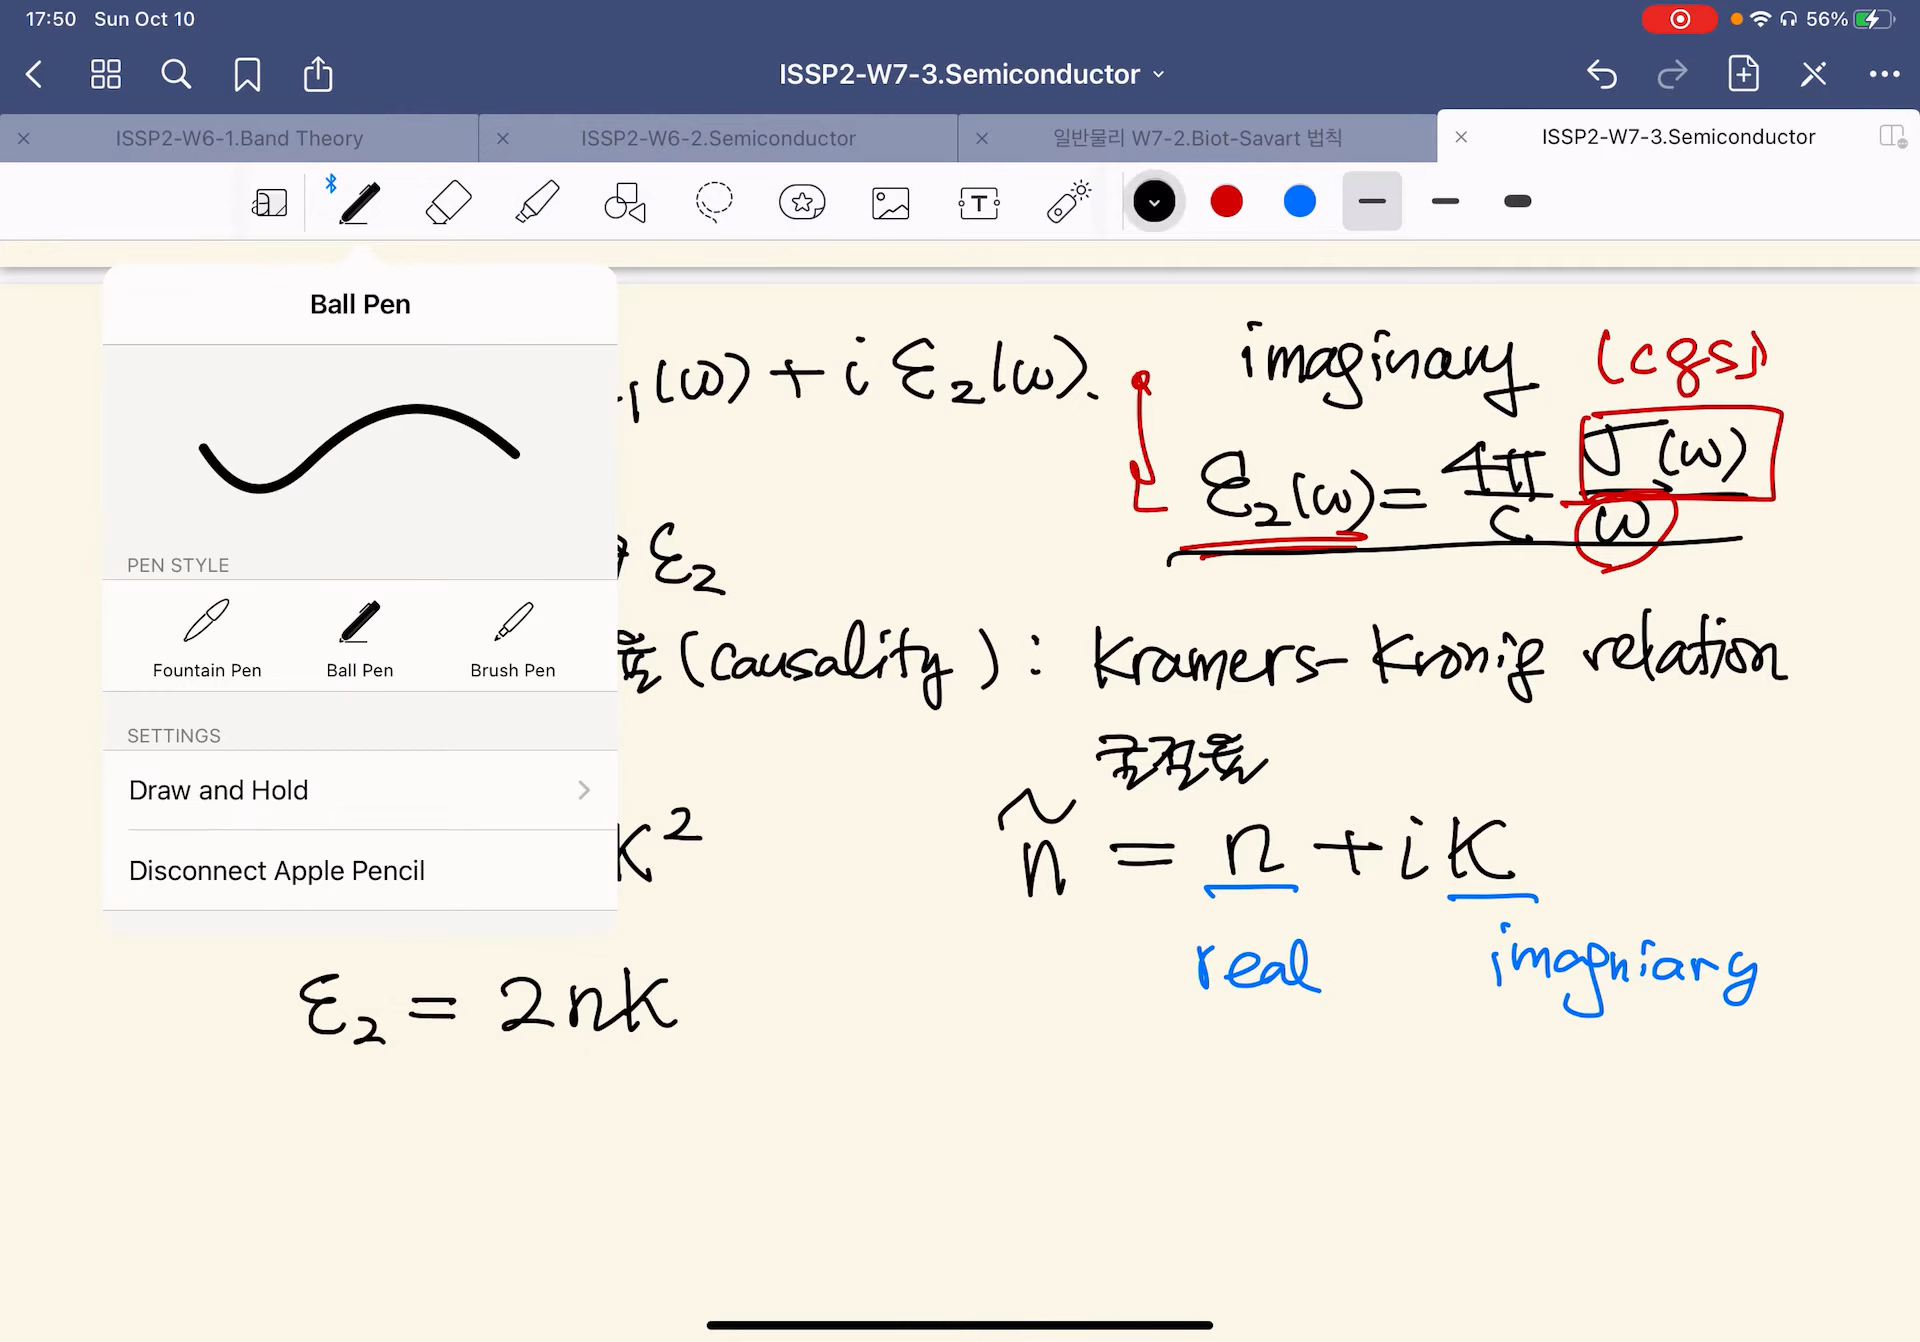 17:50 Sun Oct 10 56%
ISSP2-W7-3.Semiconductor
ISSP2-W6-1.Band Theory ISSP2-W6-2.Semiconductor 일반물리 W7-2.Biot-Savart 법칙 ISSP2-W7-3.Semiconductor
T
Ball Pen
PEN STYLE
Fountain Pen Ball Pen Brush Pen
SETTINGS
Draw and Hold
Disconnect Apple Pencil
₁(ω) + i ε₂(ω).
imaginary (cgs)
ε₂(ω) = 4π/c σ(ω)/ω
ε₂
(causality) : Kramers-Kronig relation
굴절률
K²
ñ = n + iK
real imagniary
ε₂ = 2nK